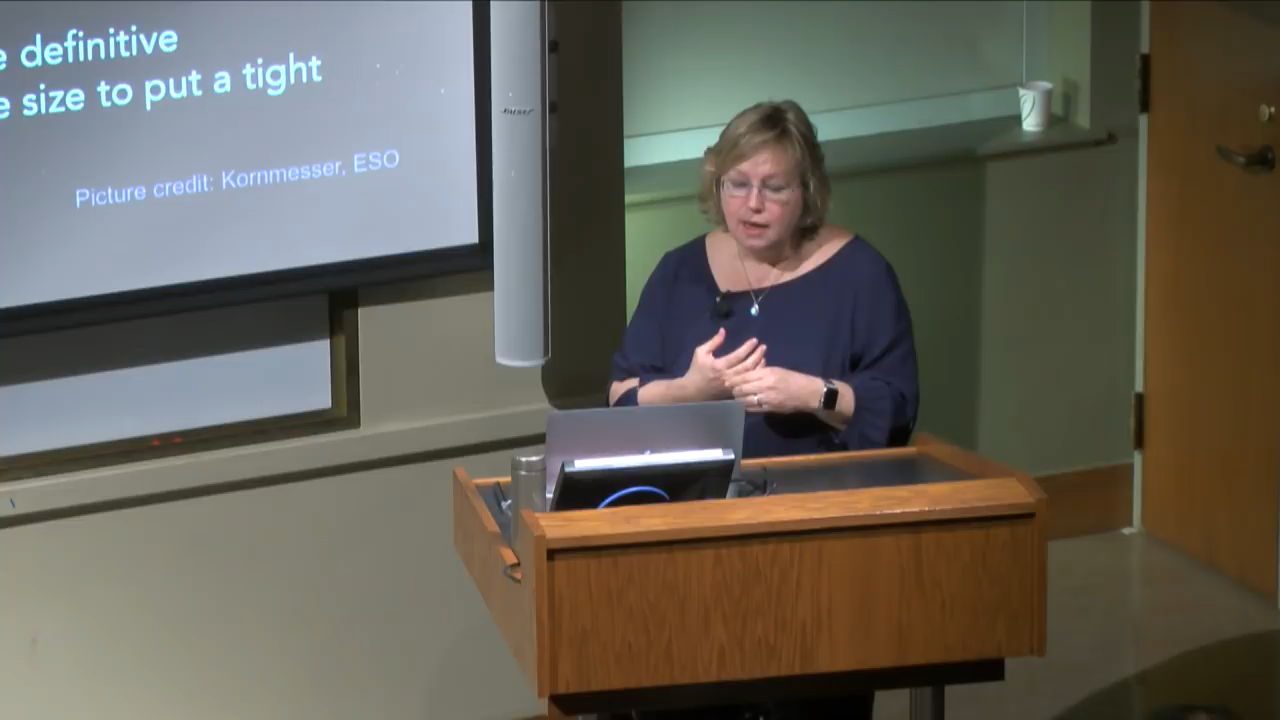 e definitive
e size to put a tight
Picture credit: Kornmesser, ESO
BOSE